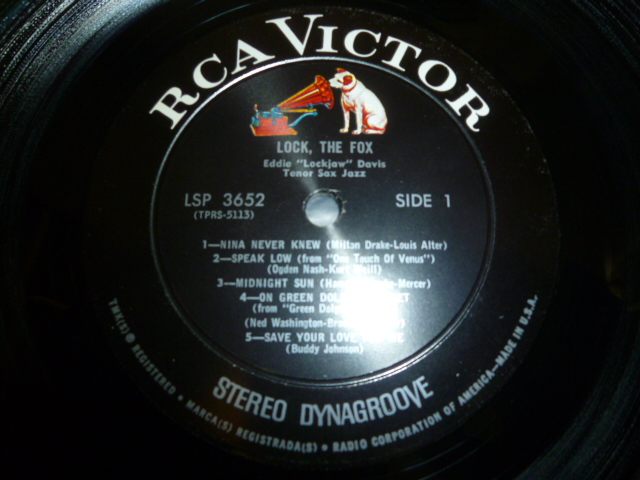 RCA VICTOR
LOCK, THE FOX
Eddie "Lockjaw" Davis
Tenor Sax Jazz
LSP 3652
(TPRS-5113)
SIDE 1
1—NINA NEVER KNEW (Milton Drake-Louis Alter)
2—SPEAK LOW (from "One Touch Of Venus")
(Ogden Nash-Kurt Weill)
3—MIDNIGHT SUN -Mercer)
4—ON GREEN
(from "Green
(Ned Washington-
5—SAVE YOUR LOVE
(Buddy Johnson)
STEREO DYNAGROOVE
TMK(S) ® REGISTERED • MARCA(S) REGISTRADA(S) • RADIO CORPORATION OF AMERICA—MADE IN U.S.A.